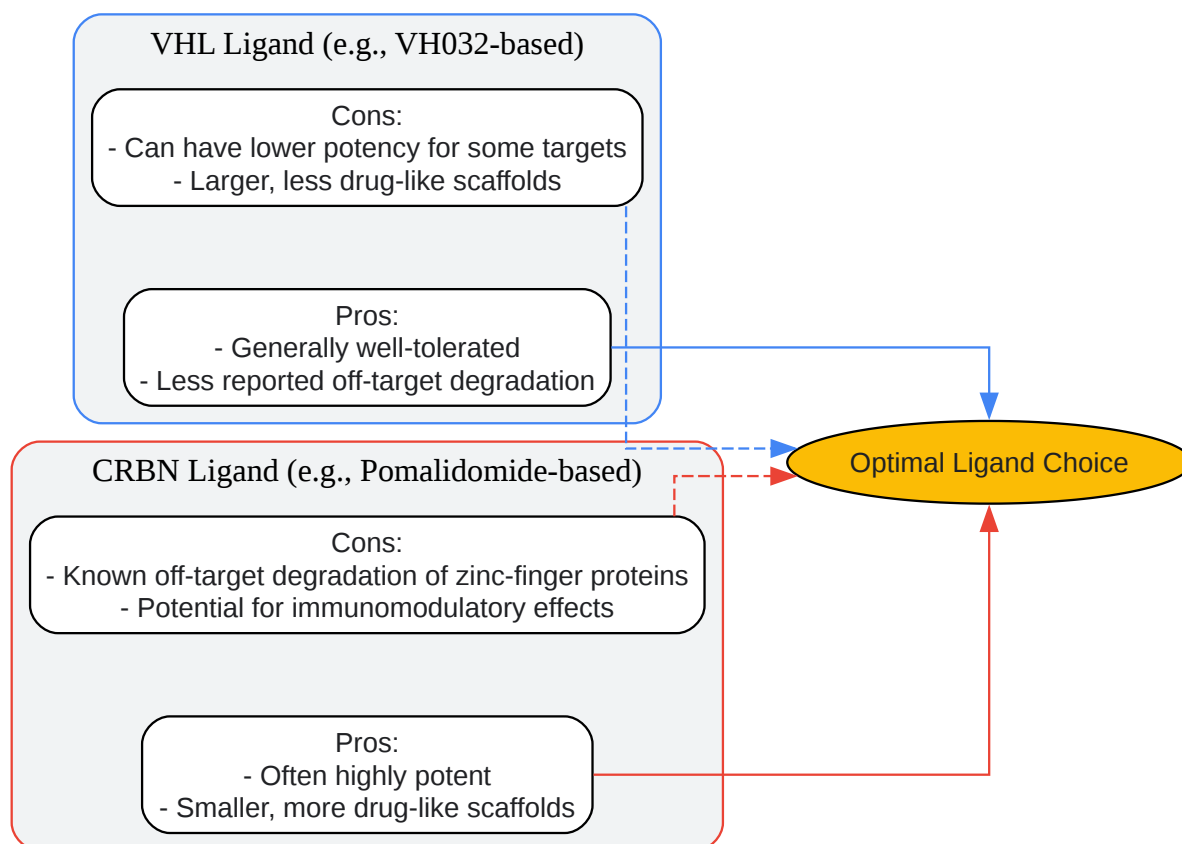 VHL Ligand (e.g., VH032-based)
Cons:
- Can have lower potency for some targets
- Larger, less drug-like scaffolds
Pros:
- Generally well-tolerated
- Less reported off-target degradation
Optimal Ligand Choice
CRBN Ligand (e.g., Pomalidomide-based)
Cons:
- Known off-target degradation of zinc-finger proteins
- Potential for immunomodulatory effects
Pros:
- Often highly potent
- Smaller, more drug-like scaffolds